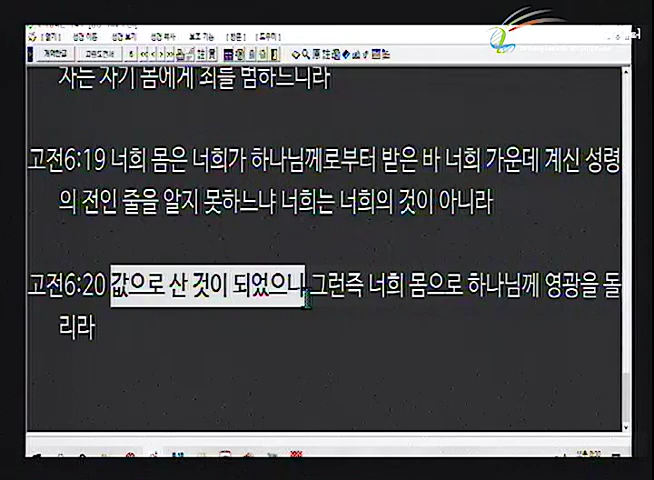 자는 자기 몸에게 죄를 범하느니라
고전6:19 너희 몸은 너희가 하나님께로부터 받은 바 너희 가운데 계신 성령
의 전인 줄을 알지 못하느냐 너희는 너희의 것이 아니라
고전6:20 값으로 산 것이 되었으니 그런즉 너희 몸으로 하나님께 영광을 돌
리라